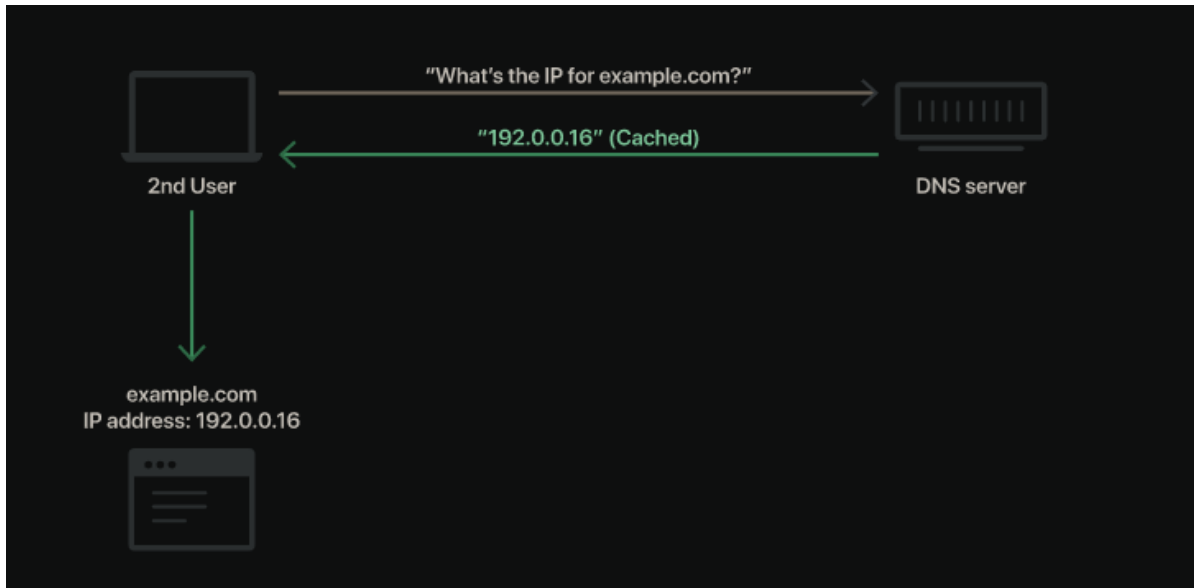 “What’s the IP for example.com?”
“192.0.0.16” (Cached)
2nd User
DNS server
example.com
IP address: 192.0.0.16